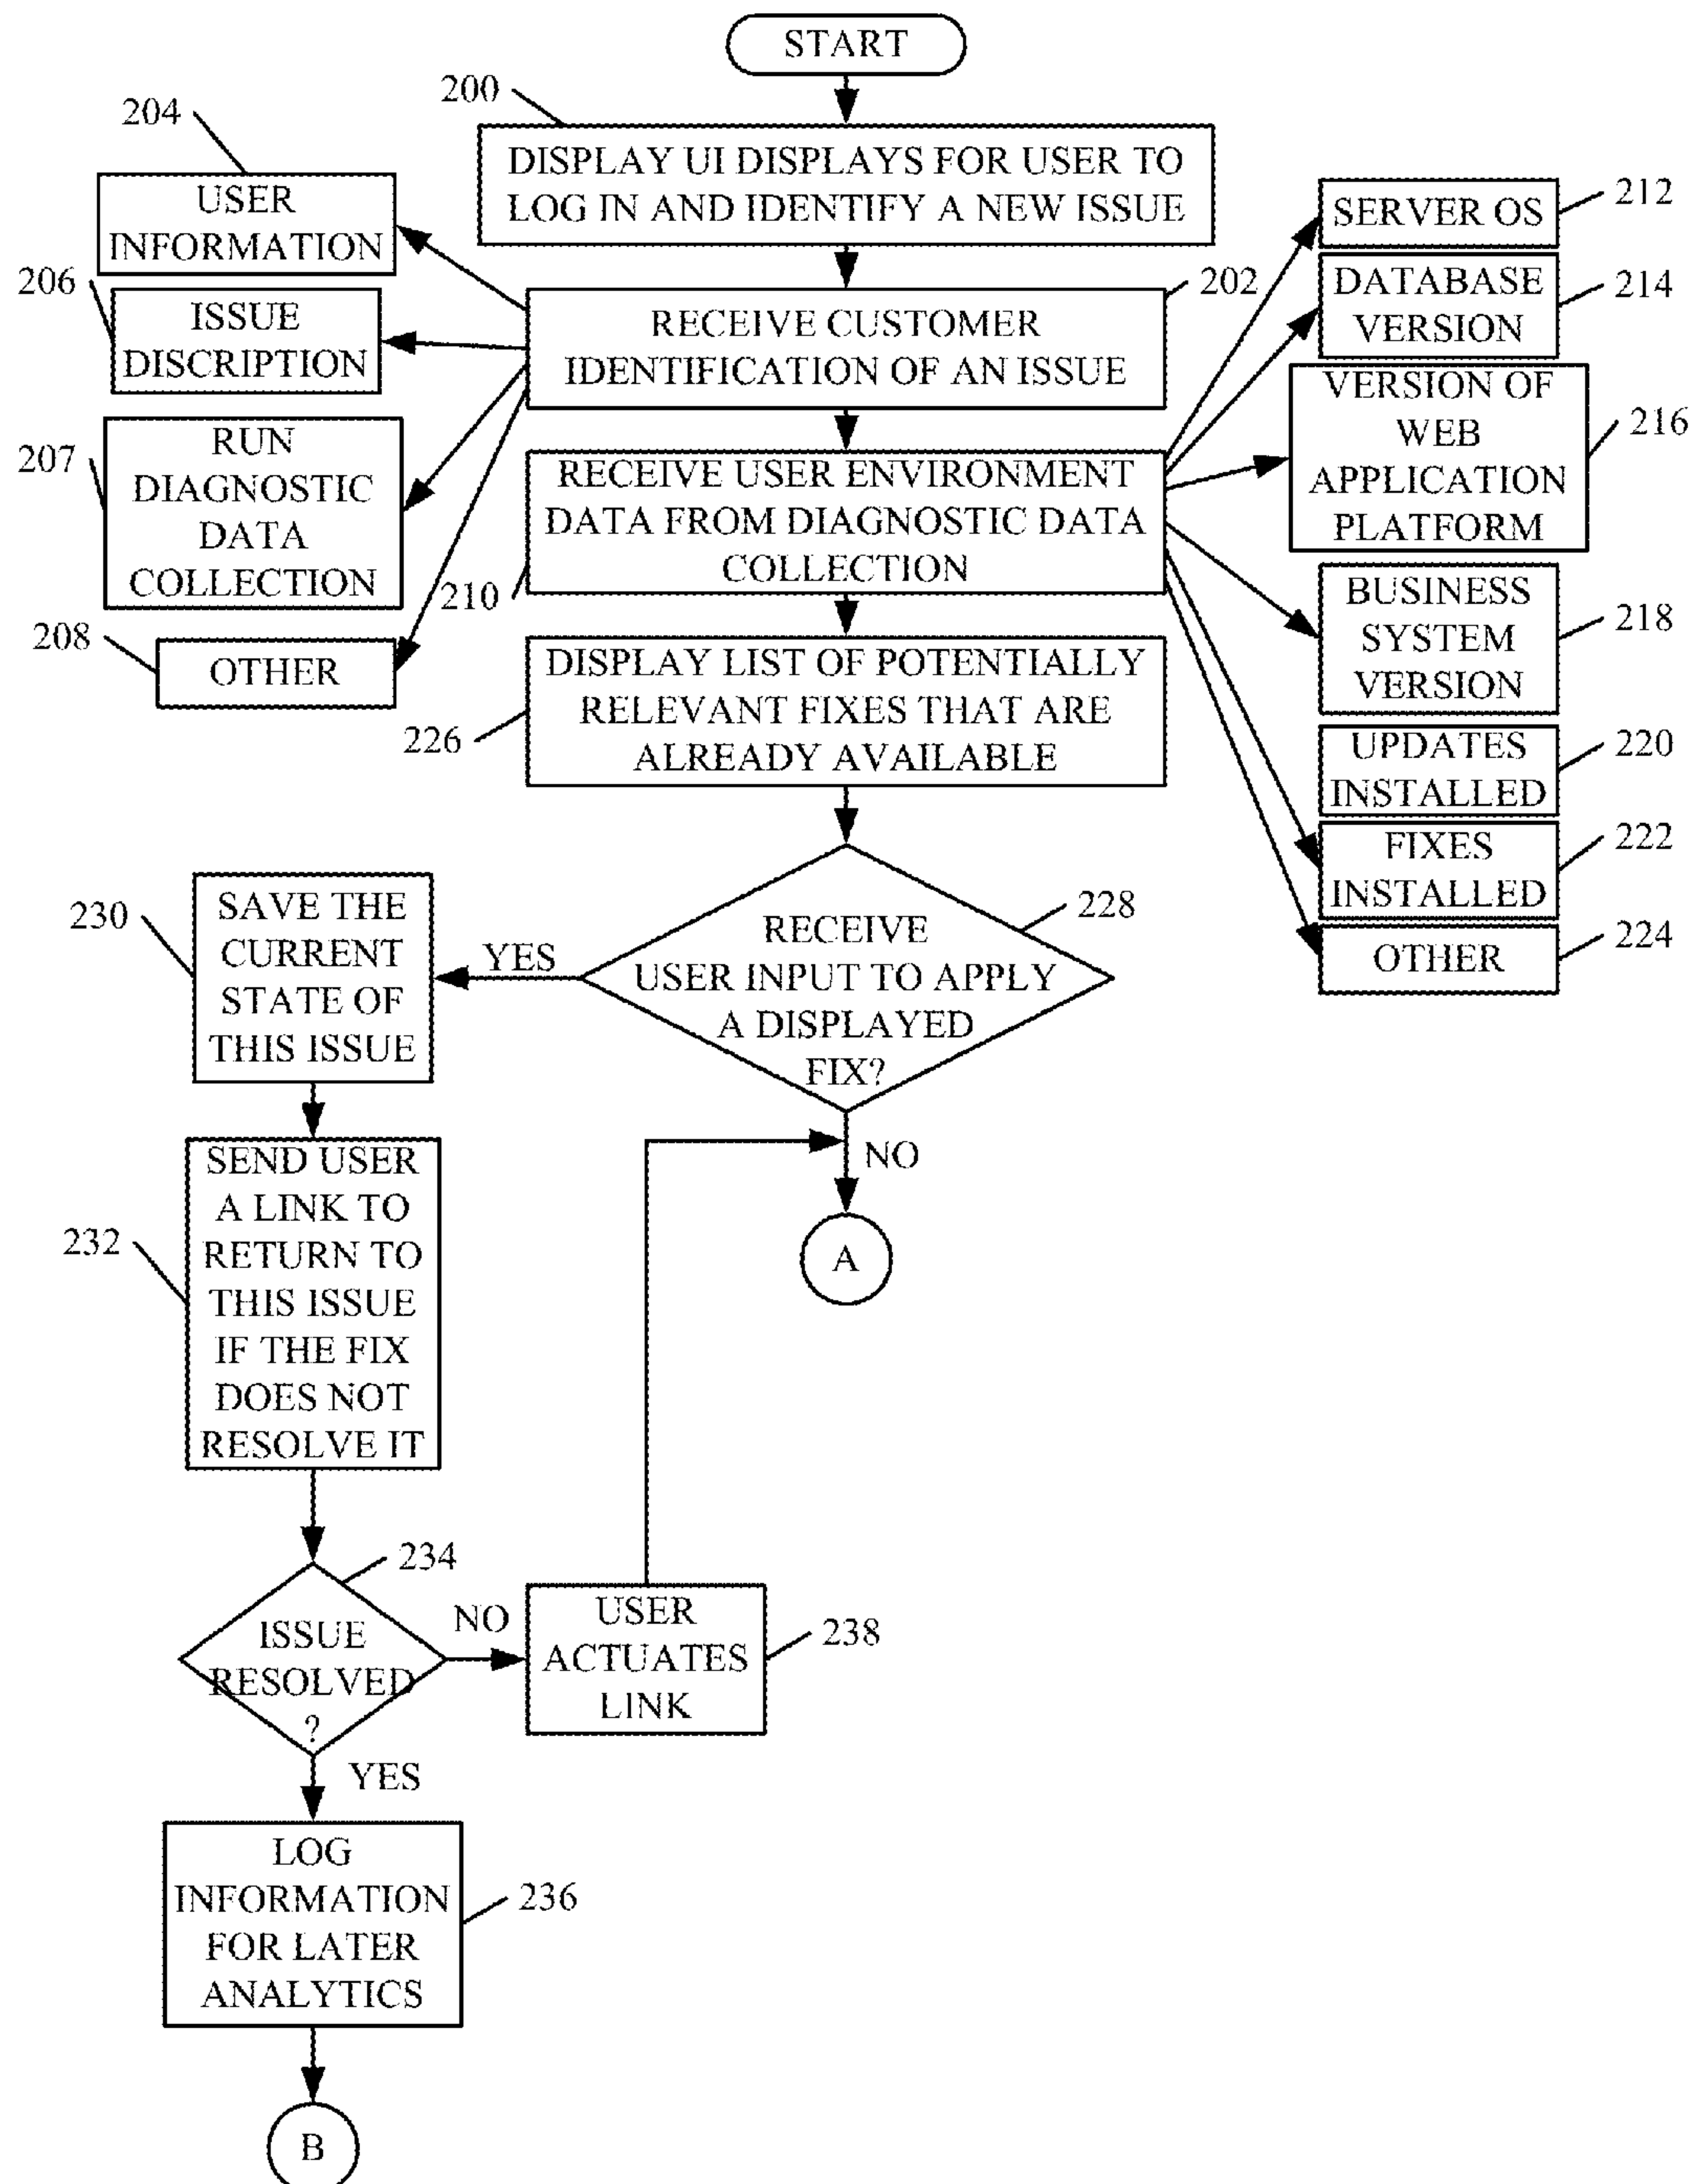 START
200
DISPLAY UI DISPLAYS FOR USER TO
LOG IN AND IDENTIFY A NEW ISSUE
204
USER
INFORMATION
206
ISSUE
DISCRIPTION
207
RUN
DIAGNOSTIC
DATA
COLLECTION
208
OTHER
202
RECEIVE CUSTOMER
IDENTIFICATION OF AN ISSUE
210
RECEIVE USER ENVIRONMENT
DATA FROM DIAGNOSTIC DATA
COLLECTION
SERVER OS
212
DATABASE
VERSION
214
VERSION OF
WEB
APPLICATION
PLATFORM
216
BUSINESS
SYSTEM
VERSION
218
UPDATES
INSTALLED
220
FIXES
INSTALLED
222
OTHER
224
226
DISPLAY LIST OF POTENTIALLY
RELEVANT FIXES THAT ARE
ALREADY AVAILABLE
228
RECEIVE
USER INPUT TO APPLY
A DISPLAYED
FIX?
YES
NO
A
230
SAVE THE
CURRENT
STATE OF
THIS ISSUE
232
SEND USER
A LINK TO
RETURN TO
THIS ISSUE
IF THE FIX
DOES NOT
RESOLVE IT
234
ISSUE
RESOLVED
?
NO
USER
ACTUATES
LINK
238
YES
LOG
INFORMATION
FOR LATER
ANALYTICS
236
B